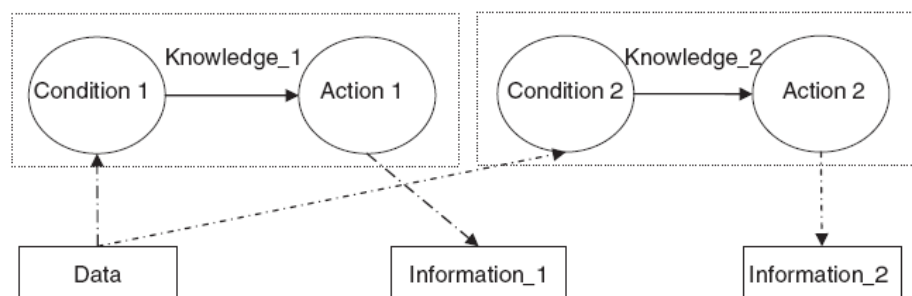 Knowledge_1
Knowledge_2
Condition 1
Action 1
Condition 2
Action 2
Data
Information_1
Information_2